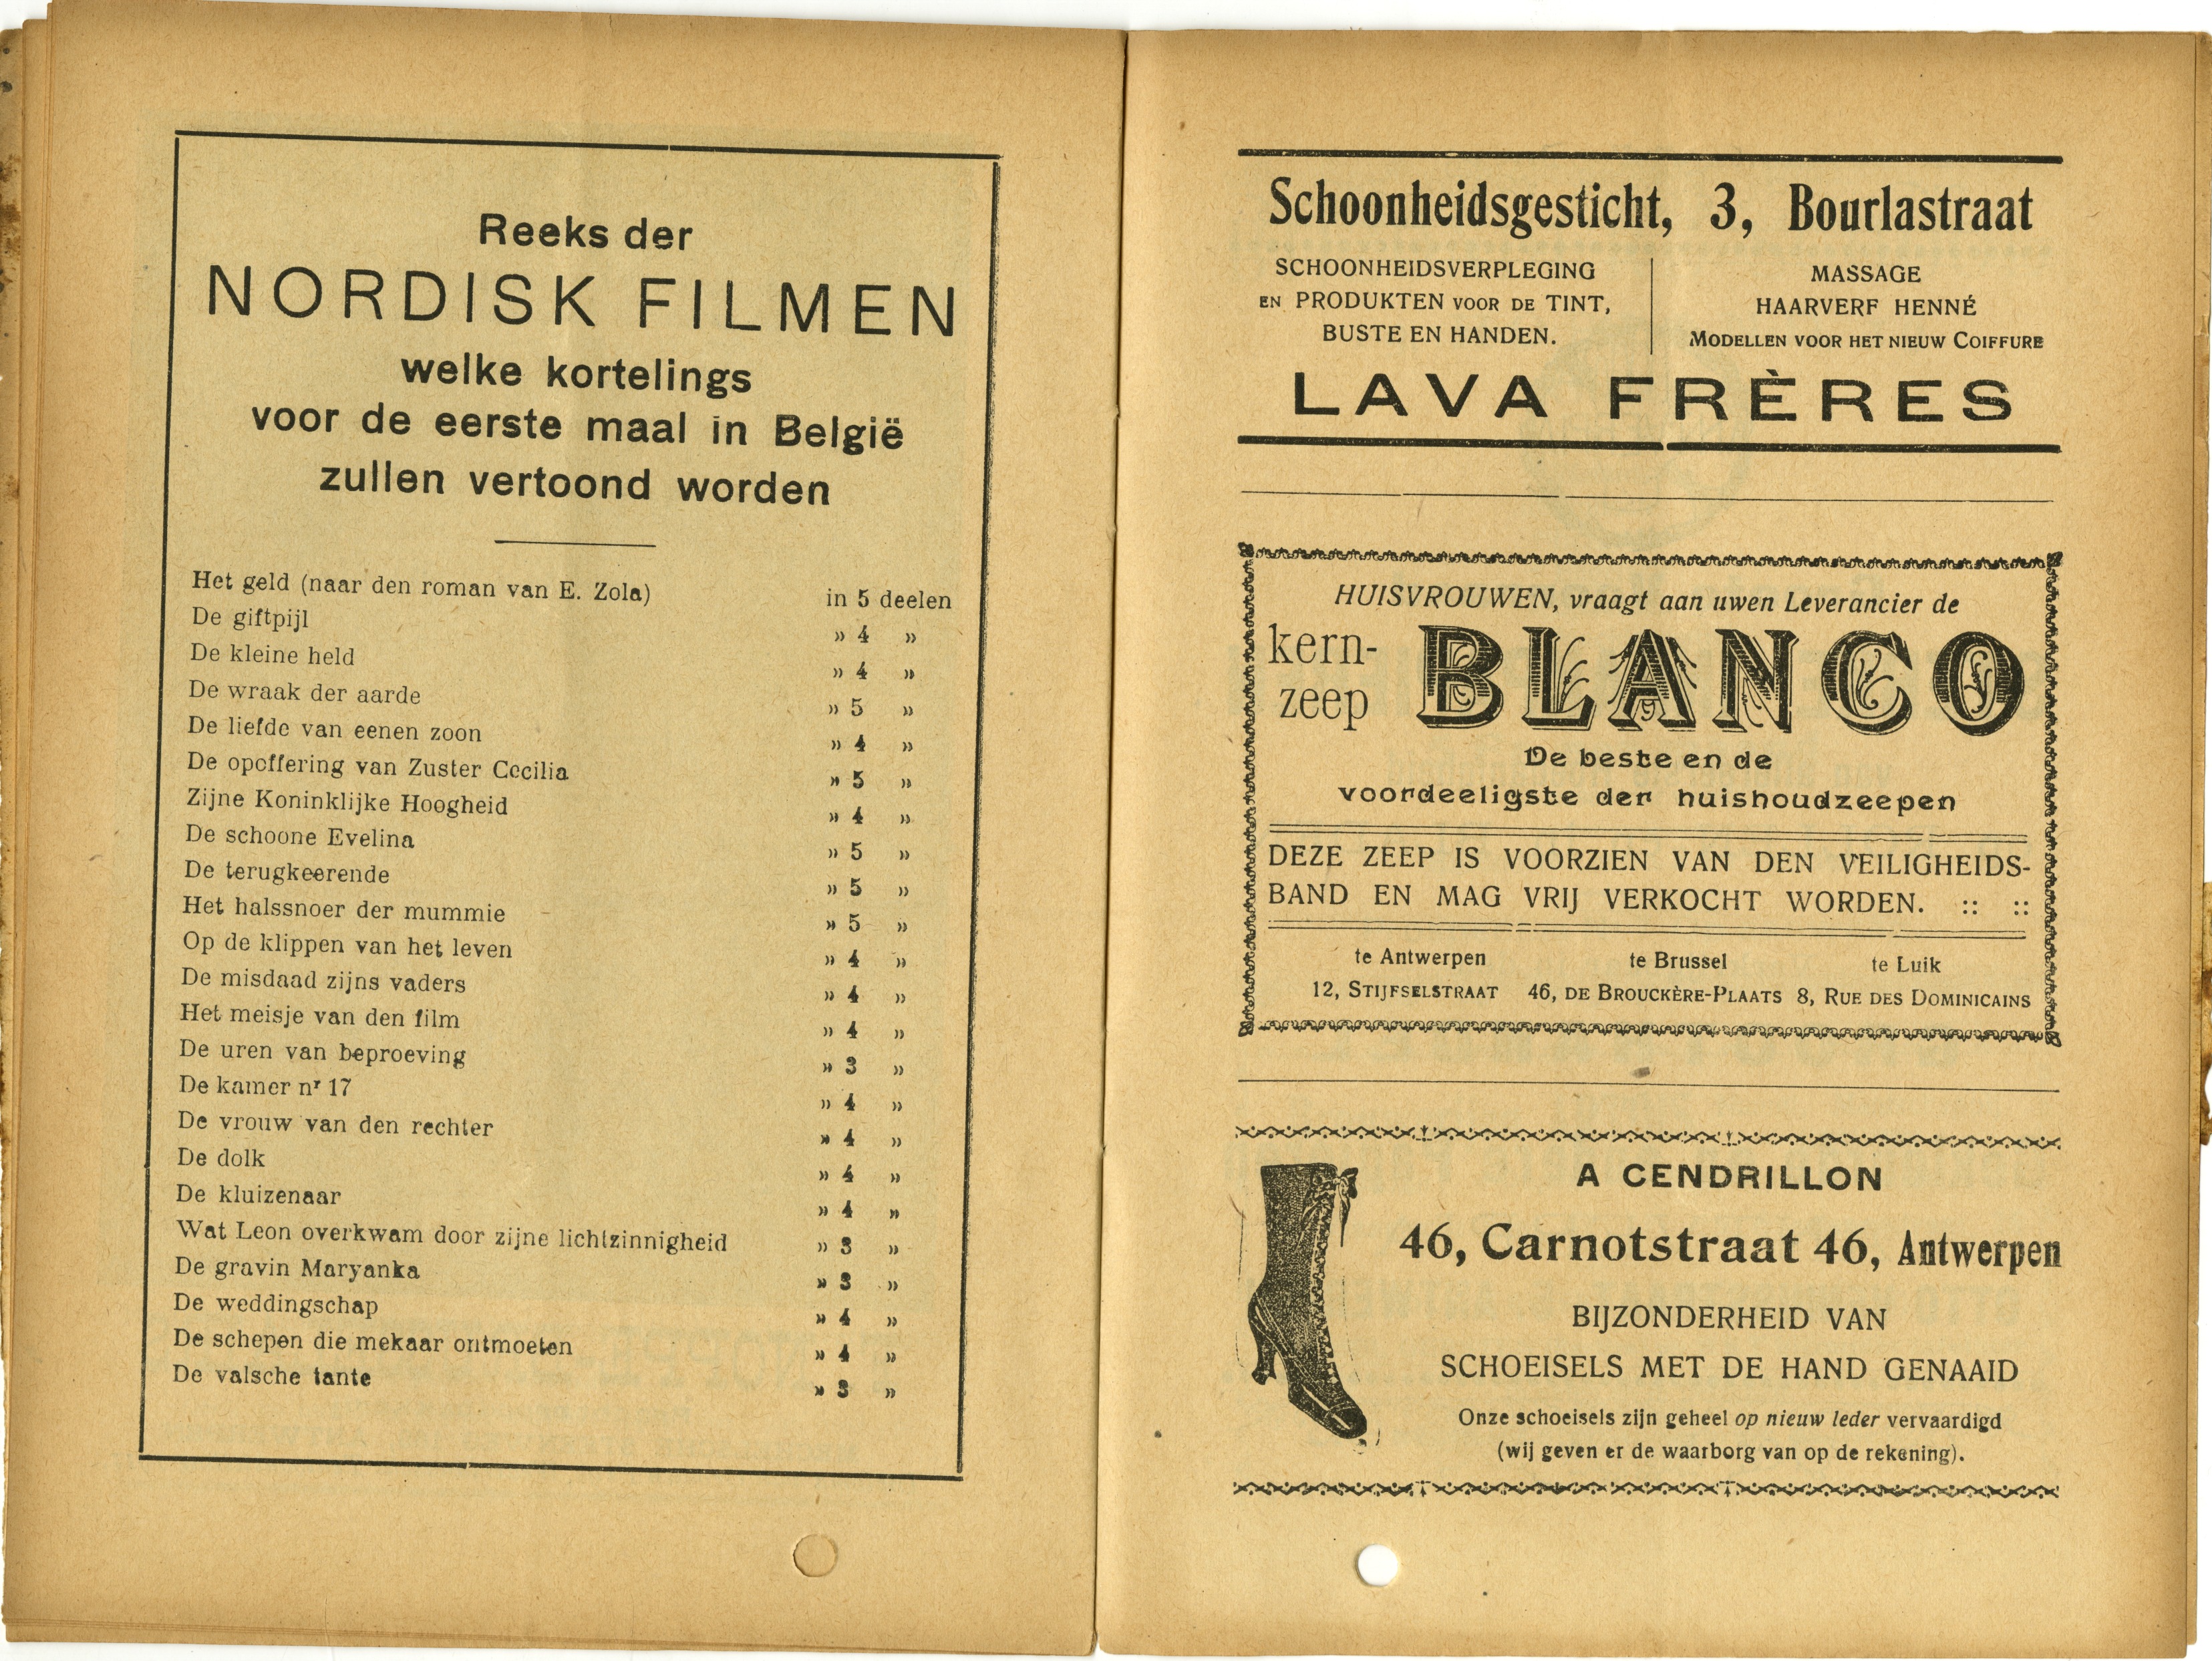 Reeks der
NORDISK FILMEN
welke kortelings
voor de eerste maal in België
zullen vertoond worden
Het geld (naar den roman van E. Zola) in 5 deelen
De giftpijl » 4 »
De kleine held » 4 »
De wraak der aarde » 5 »
De liefde van eenen zoon » 4 »
De opoffering van Zuster Cecilia » 5 »
Zijne Koninklijke Hoogheid » 4 »
De schoone Evelina » 5 »
De terugkeerende » 5 »
Het halssnoer der mummie » 5 »
Op de klippen van het leven » 4 »
De misdaad zijns vaders » 4 »
Het meisje van den film » 4 »
De uren van beproeving » 3 »
De kamer nr 17 » 4 »
De vrouw van den rechter » 4 »
De dolk » 4 »
De kluizenaar » 4 »
Wat Leon overkwam door zijne lichtzinnigheid » 3 »
De gravin Maryanka » 3 »
De weddingschap » 4 »
De schepen die mekaar ontmoeten » 4 »
De valsche tante » 3 »
Schoonheidsgesticht, 3, Bourlastraat
SCHOONHEIDSVERPLEGING
EN PRODUKTEN VOOR DE TINT,
BUSTE EN HANDEN.
MASSAGE
HAARVERF HENNÉ
MODELLEN VOOR HET NIEUW COIFFURE
LAVA FRÈRES
HUISVROUWEN, vraagt aan uwen Leverancier de
kern-
zeep BLANCO
De beste en de
voordeeligste der huishoudzeepen
DEZE ZEEP IS VOORZIEN VAN DEN VEILIGHEIDS-
BAND EN MAG VRIJ VERKOCHT WORDEN. :: ::
te Antwerpen te Brussel te Luik
12, STIJFSELSTRAAT 46, DE BROUCKÈRE-PLAATS 8, RUE DES DOMINICAINS
A CENDRILLON
46, Carnotstraat 46, Antwerpen
BIJZONDERHEID VAN
SCHOEISELS MET DE HAND GENAAID
Onze schoeisels zijn geheel op nieuw leder vervaardigd
(wij geven er de waarborg van op de rekening).